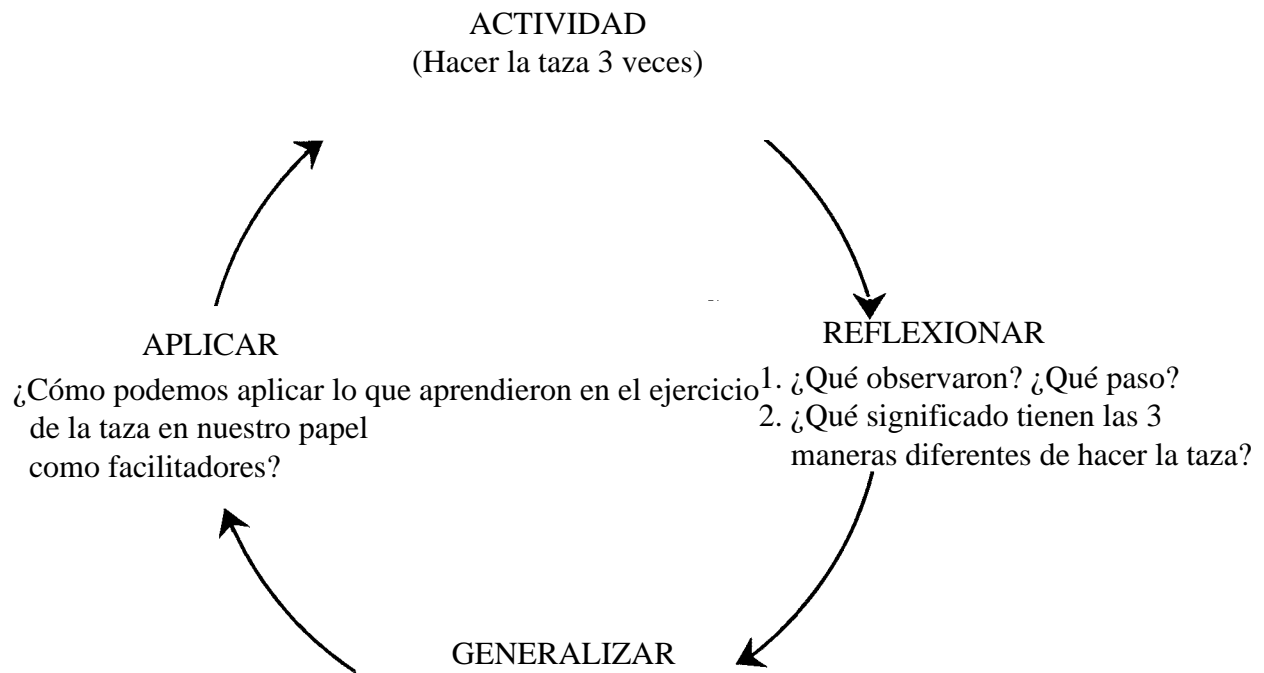 ACTIVIDAD
(Hacer la taza 3 veces)
APLICAR
¿Cómo podemos aplicar lo que aprendieron en el ejercicio
de la taza en nuestro papel
como facilitadores?
REFLEXIONAR
1. ¿Qué observaron? ¿Qué paso?
2. ¿Qué significado tienen las 3
maneras diferentes de hacer la taza?
GENERALIZAR